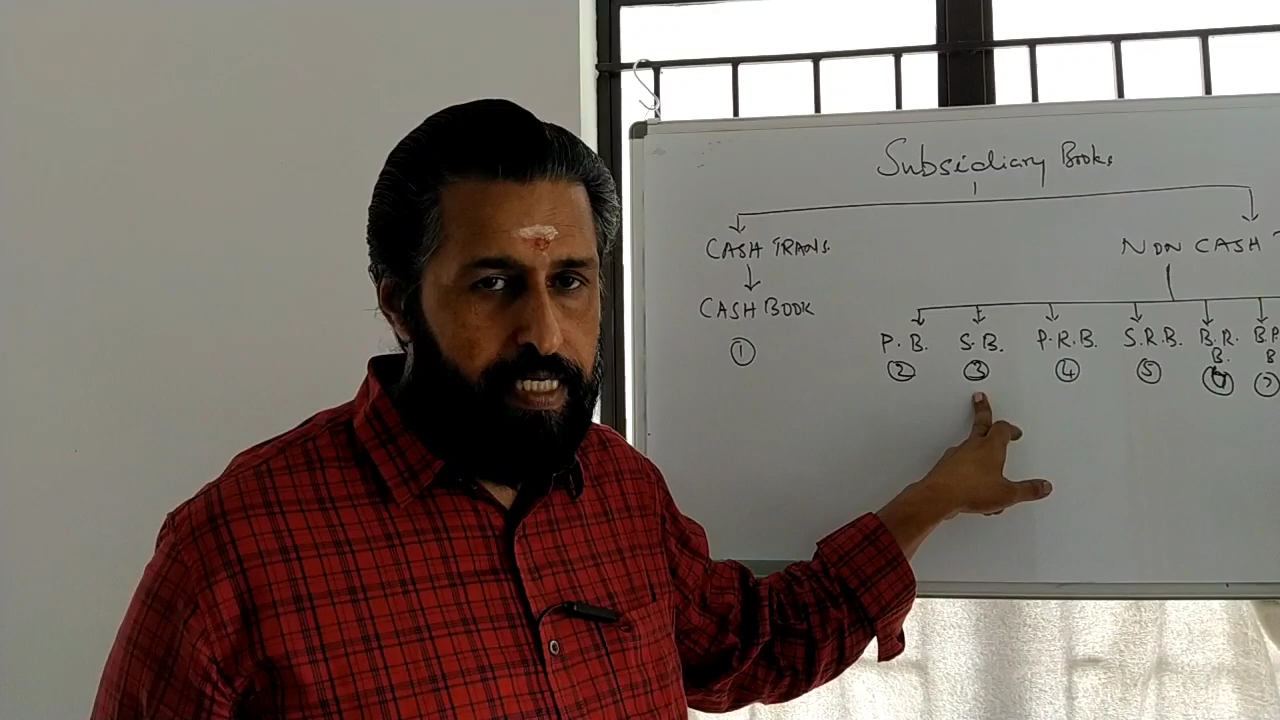 Subsidiary Books
CASH TRANS. NON CASH T
CASH BOOK
P.B. S.B. P.R.B. S.R.B. B.R. B.P
B. B
1 2 3 4 5 6 7